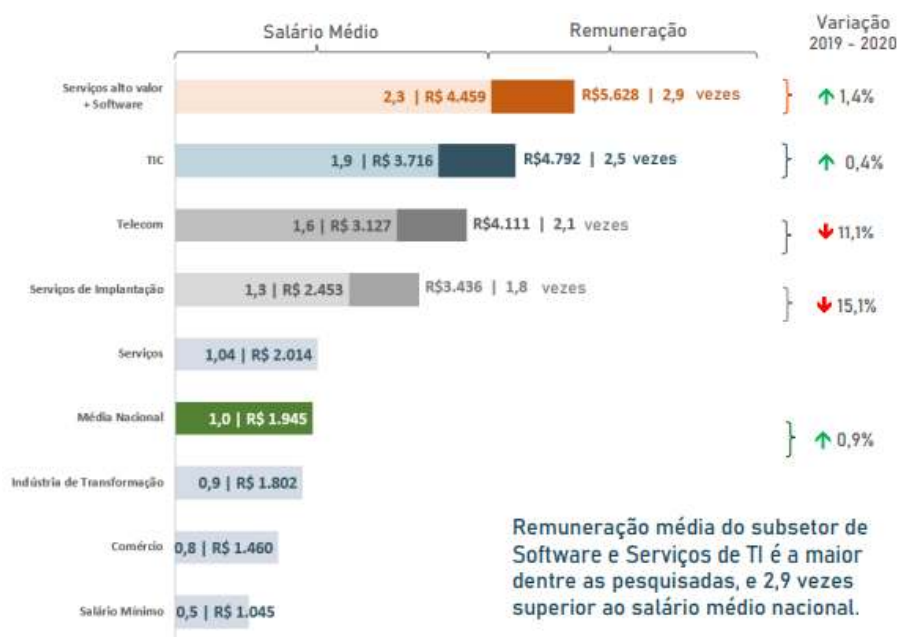 Salário Médio
Remuneração
Variação
2019 - 2020
Serviços alto valor
+ Software
2,3 | R$ 4.459
R$5.628 | 2,9 vezes
1,4%
TIC
1,9 | R$ 3.716
R$4.792 | 2,5 vezes
0,4%
Telecom
1,6 | R$ 3.127
R$4.111 | 2,1 vezes
11,1%
Serviços de Implantação
1,3 | R$ 2.453
R$3.436 | 1,8 vezes
15,1%
Serviços
1,04 | R$ 2.014
Média Nacional
1,0 | R$ 1.945
0,9%
Indústria de Transformação
0,9 | R$ 1.802
Comércio
0,8 | R$ 1.460
Salário Mínimo
0,5 | R$ 1.045
Remuneração média do subsetor de
Software e Serviços de TI é a maior
dentre as pesquisadas, e 2,9 vezes
superior ao salário médio nacional.